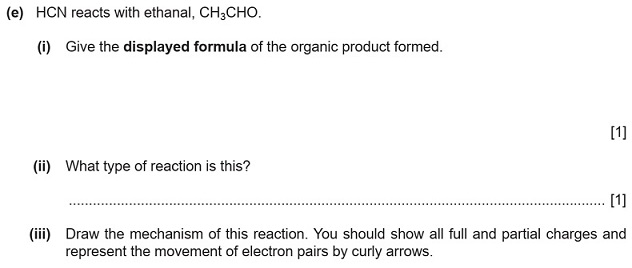 (e) HCN reacts with ethanal, CH₃CHO.
(i) Give the displayed formula of the organic product formed.
[1]
(ii) What type of reaction is this?
...................................................................................................................................... [1]
(iii) Draw the mechanism of this reaction. You should show all full and partial charges and
represent the movement of electron pairs by curly arrows.